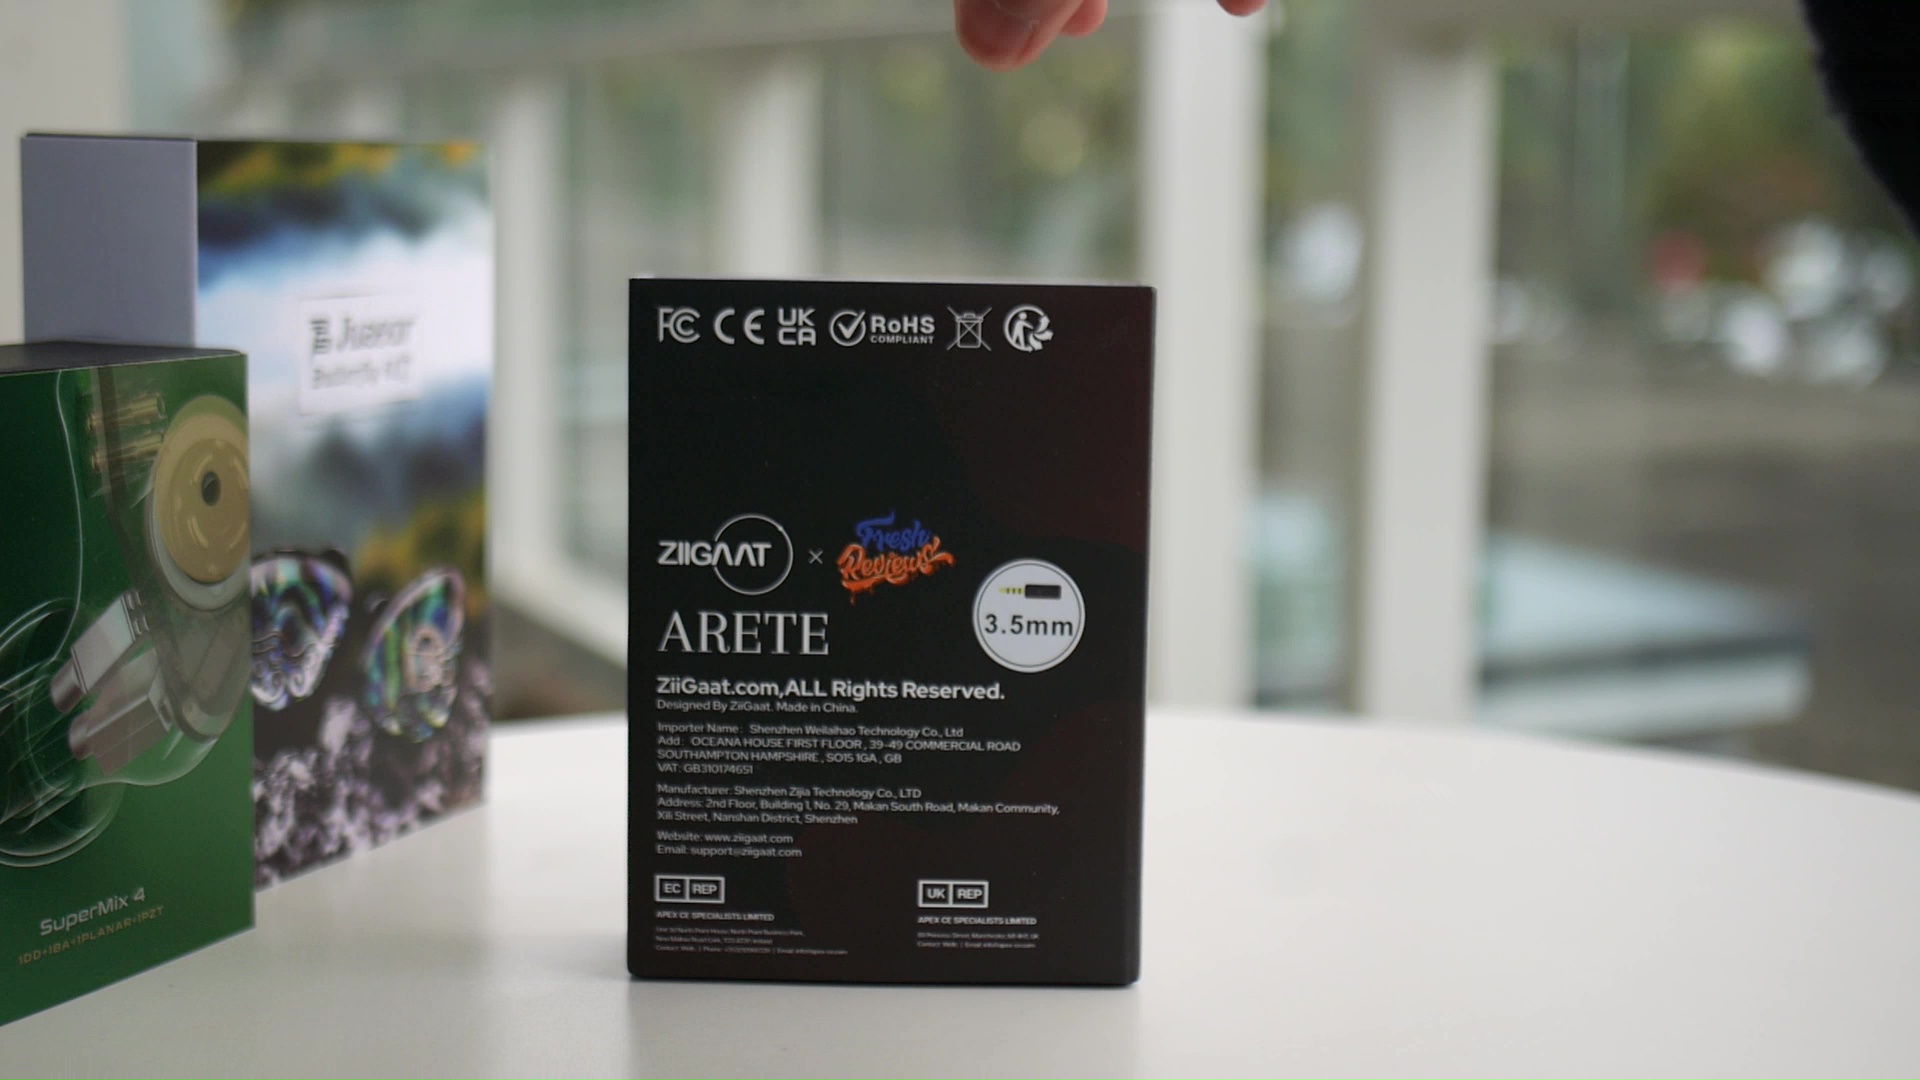 FC CE UK CA RoHS COMPLIANT
ZIIGAAT × Fresh Reviews
3.5mm
ARETE
ZiiGaat.com,ALL Rights Reserved.
Designed By ZiiGaat. Made in China.
Importer Name: Shenzhen Weilaihao Technology Co., Ltd
Add: OCEANA HOUSE FIRST FLOOR , 39-49 COMMERCIAL ROAD
SOUTHAMPTON HAMPSHIRE , SO15 1GA , GB
VAT: GB310174651
Manufacturer: Shenzhen Zijia Technology Co., LTD
Address: 2nd Floor, Building 1, No. 29, Makan South Road, Makan Community,
Xili Street, Nanshan District, Shenzhen
Website: www.ziigaat.com
Email: support@ziigaat.com
EC REP
APEX CE SPECIALISTS LIMITED
UK REP
APEX CE SPECIALISTS LIMITED
SuperMix 4
1DD+1BA+1PLANAR+1PZT